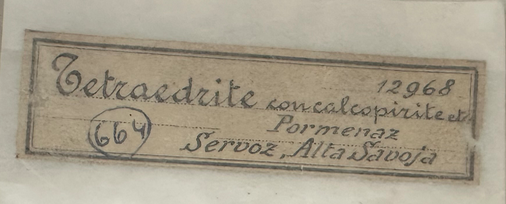 12968
Tetraedrite con calcopirite et.
Pormenaz
664
Servoz, Alta Savoja